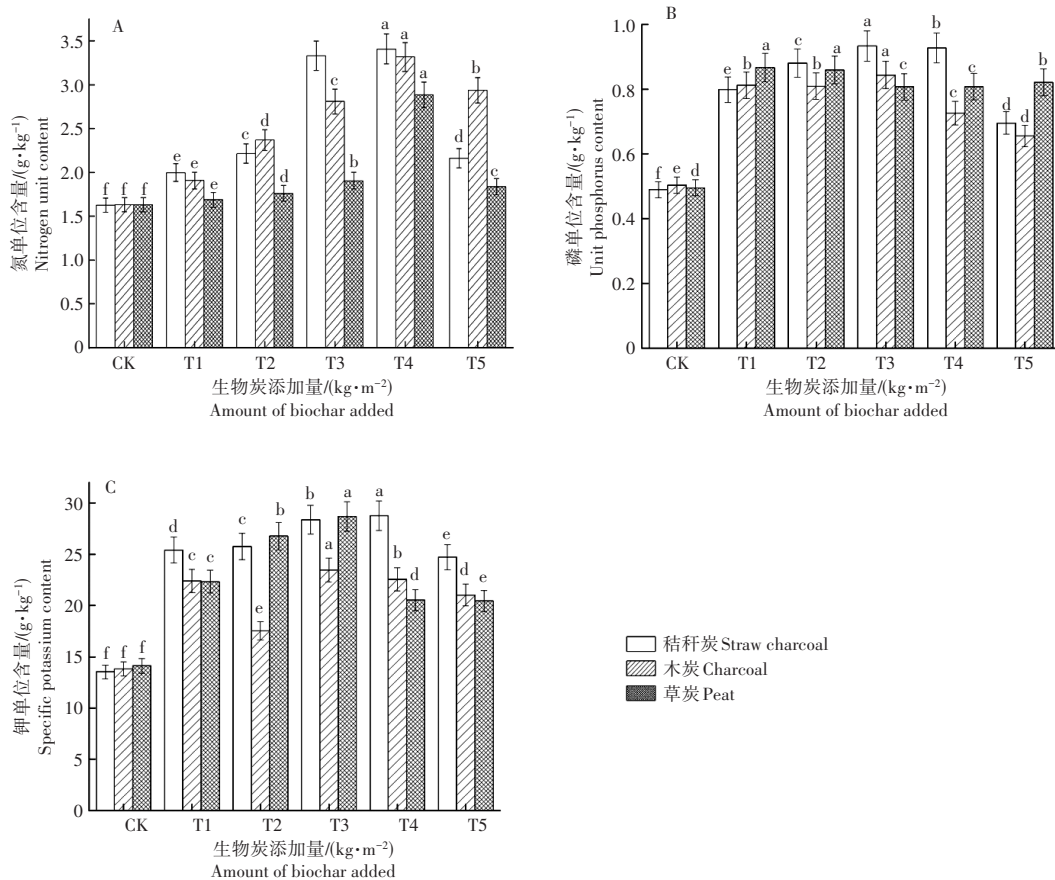 A
氮单位含量/(g·kg⁻¹)
Nitrogen unit content
3.5
3.0
2.5
2.0
1.5
1.0
0.5
0
f f f
e e d
c d d
c b
a a a
d b c
CK T1 T2 T3 T4 T5
生物炭添加量/(kg·m⁻²)
Amount of biochar added
B
磷单位含量/(g·kg⁻¹)
Unit phosphorus content
1.0
0.8
0.6
0.4
0.2
0
f e d
e b a
c b a
a a c
b c c
d d b
CK T1 T2 T3 T4 T5
生物炭添加量/(kg·m⁻²)
Amount of biochar added
C
钾单位含量/(g·kg⁻¹)
Specific potassium content
30
25
20
15
10
5
0
f f f
d c c
c e b
b a a
a b d
e d e
CK T1 T2 T3 T4 T5
生物炭添加量/(kg·m⁻²)
Amount of biochar added
秸秆炭 Straw charcoal
木炭 Charcoal
草炭 Peat